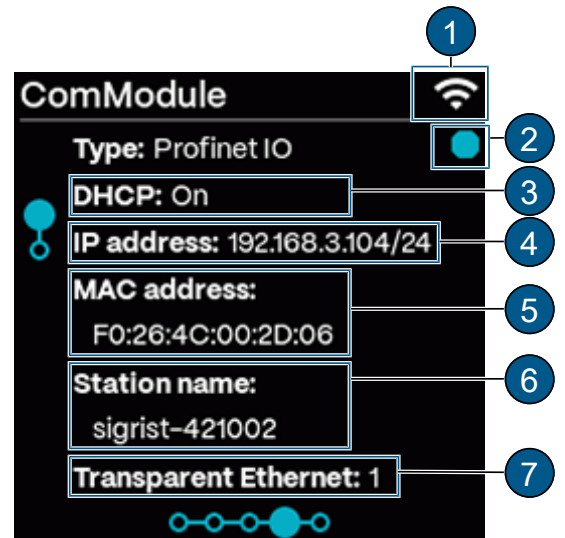 1
ComModule
Type: Profinet IO
2
DHCP: On
3
IP address: 192.168.3.104/24
4
MAC address:
F0:26:4C:00:2D:06
5
Station name:
sigrist-421002
6
Transparent Ethernet: 1
7